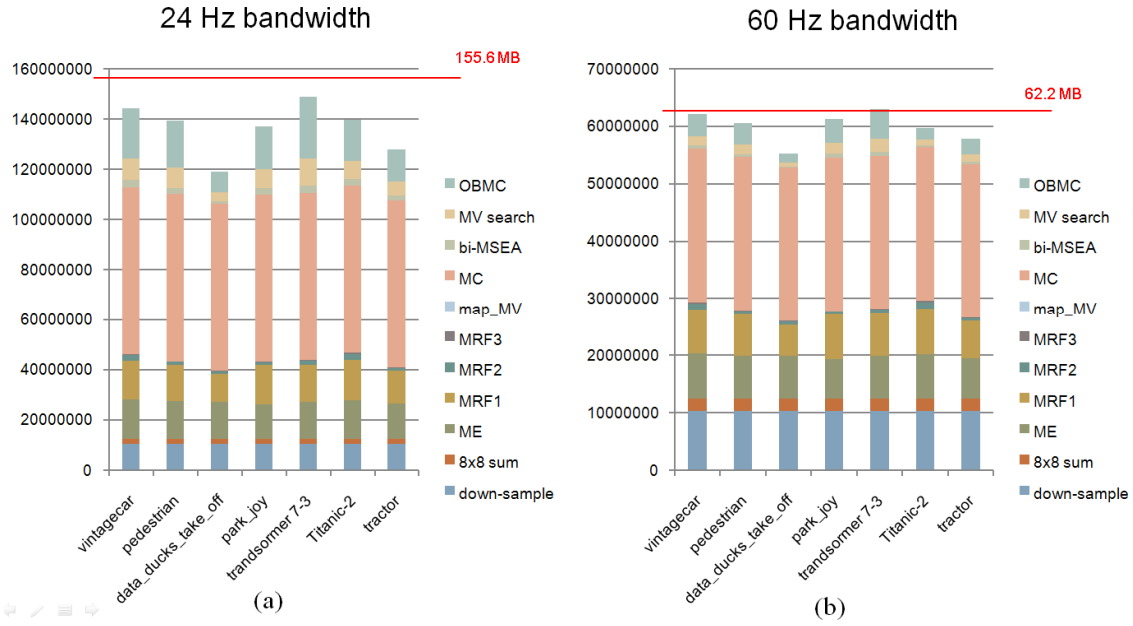 24 Hz bandwidth
155.6 MB
160000000
140000000
120000000
100000000
80000000
60000000
40000000
20000000
0
vintagecar
pedestrian
data_ducks_take_off
park_joy
trandsormer 7-3
Titanic-2
tractor
OBMC
MV search
bi-MSEA
MC
map_MV
MRF3
MRF2
MRF1
ME
8x8 sum
down-sample
(a)
60 Hz bandwidth
62.2 MB
70000000
60000000
50000000
40000000
30000000
20000000
10000000
0
vintagecar
pedestrian
data_ducks_take_off
park_joy
trandsormer 7-3
Titanic-2
tractor
OBMC
MV search
bi-MSEA
MC
map_MV
MRF3
MRF2
MRF1
ME
8x8 sum
down-sample
(b)